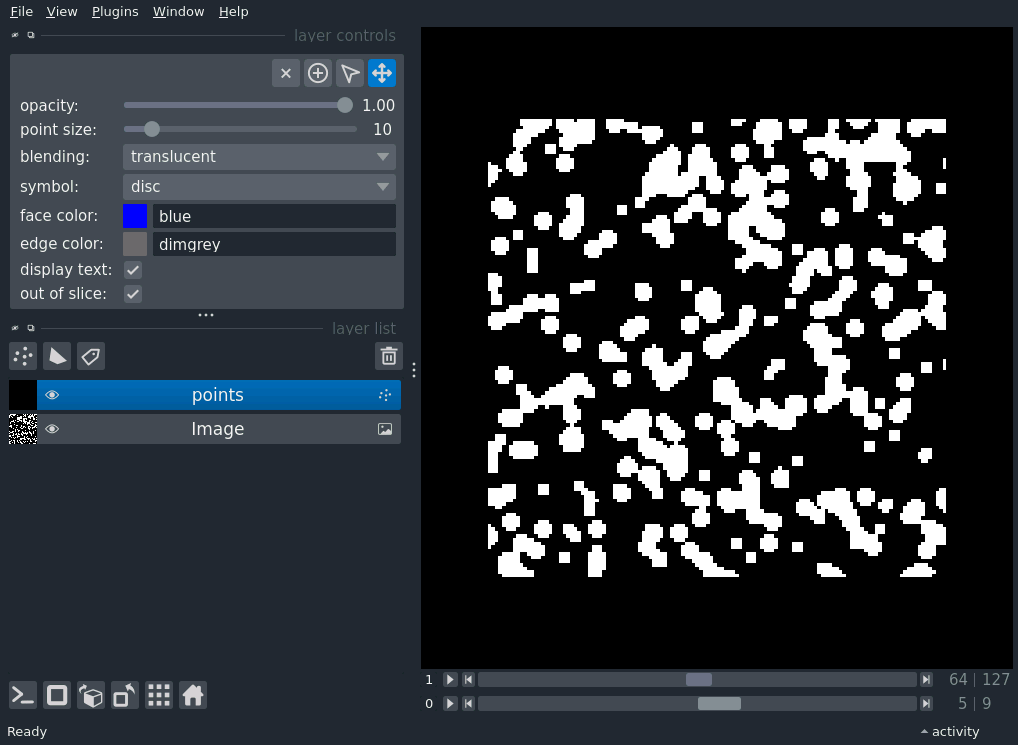 File View Plugins Window Help
layer controls
opacity: 1.00
point size: 10
blending: translucent
symbol: disc
face color: blue
edge color: dimgrey
display text:
out of slice:
layer list
points
Image
1 64 | 127
0 5 | 9
Ready activity